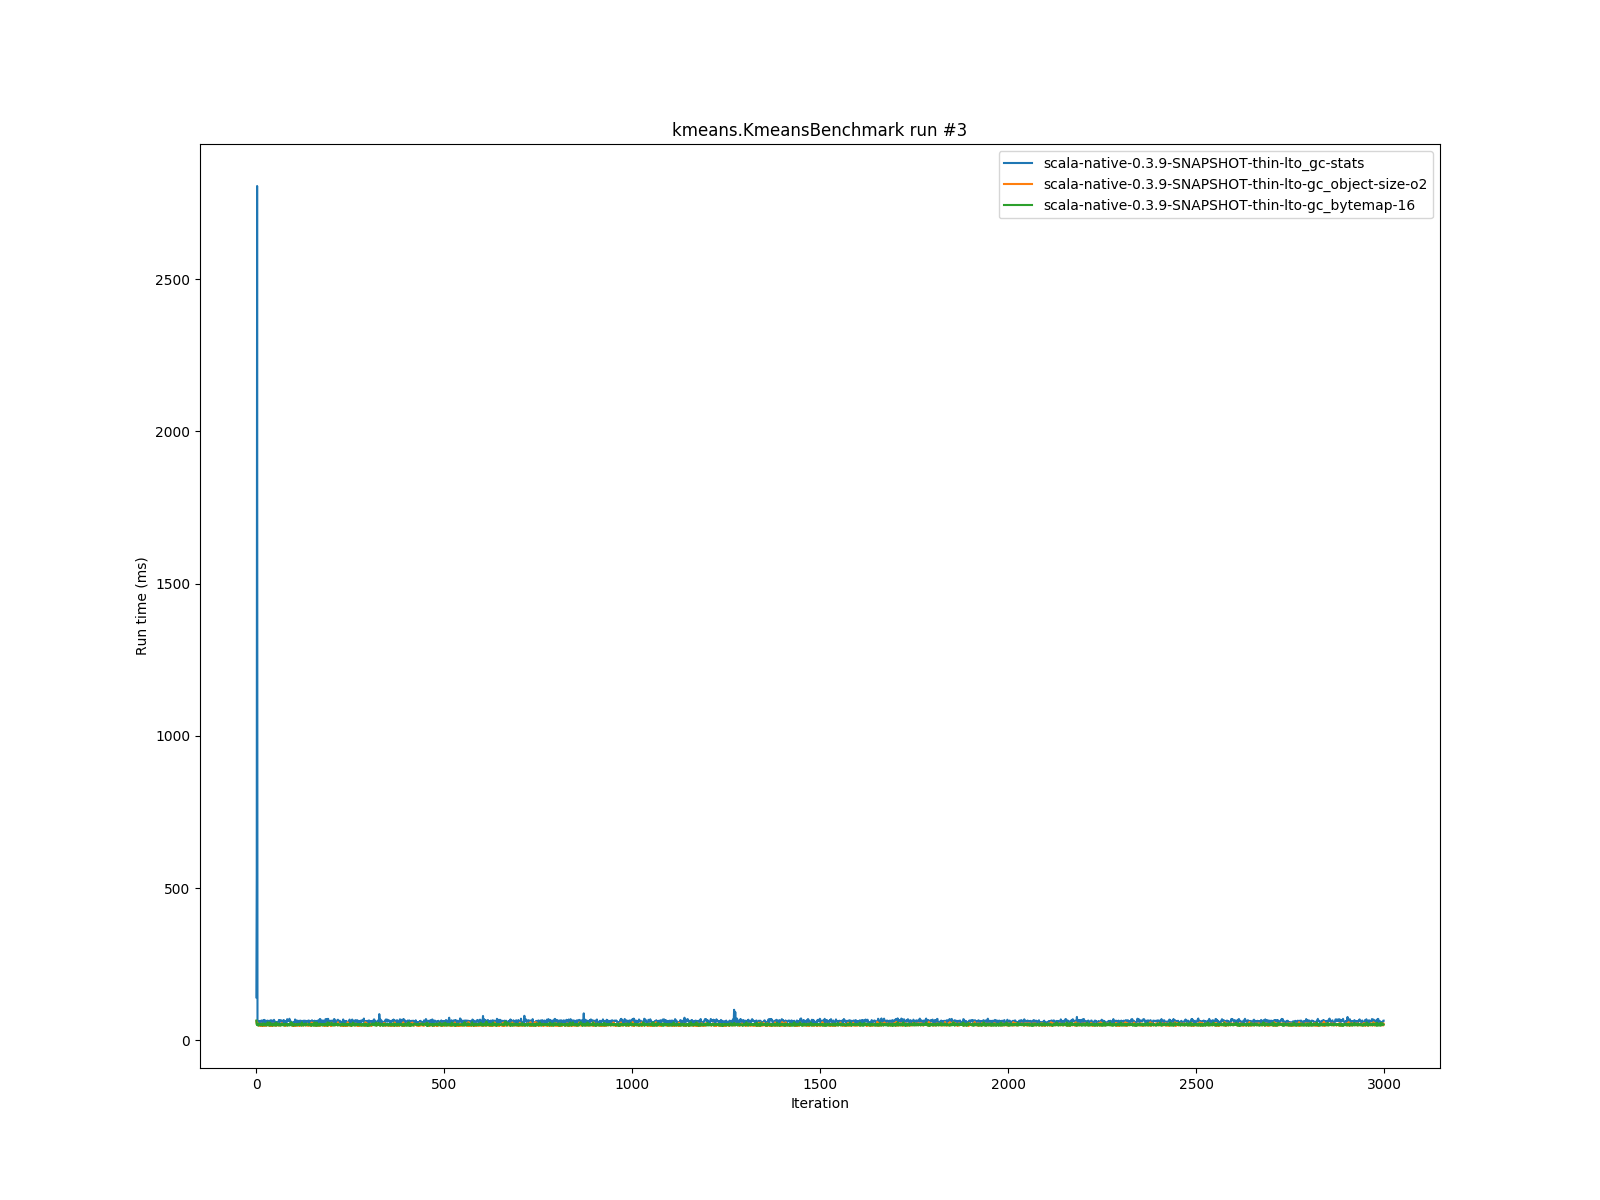 kmeans.KmeansBenchmark run #3
scala-native-0.3.9-SNAPSHOT-thin-lto_gc-stats
scala-native-0.3.9-SNAPSHOT-thin-lto-gc_object-size-o2
scala-native-0.3.9-SNAPSHOT-thin-lto-gc_bytemap-16
2500
2000
1500
1000
500
0
Run time (ms)
0 500 1000 1500 2000 2500 3000
Iteration